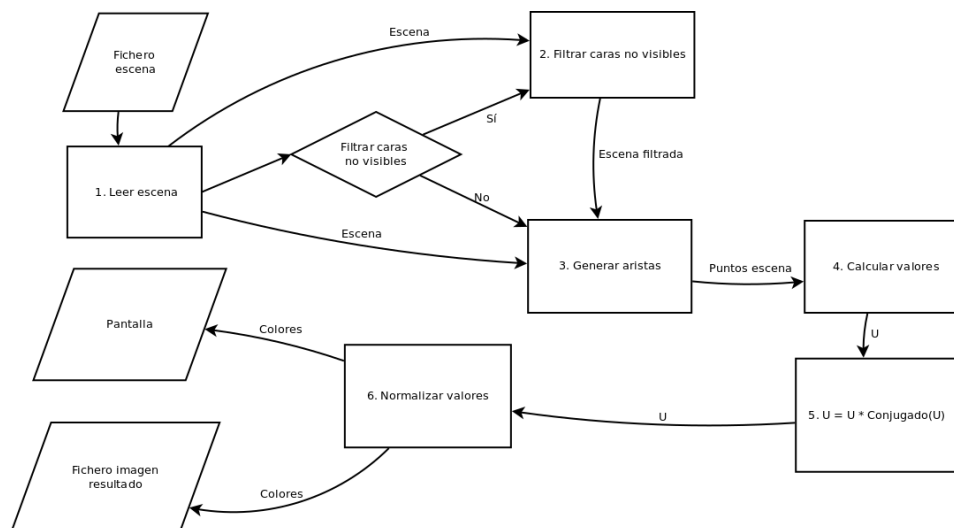 Fichero
escena
Escena
2. Filtrar caras no visibles
Sí
Filtrar caras
no visibles
1. Leer escena
Escena filtrada
No
Escena
3. Generar aristas
Puntos escena
4. Calcular valores
Pantalla
Colores
U
6. Normalizar valores
U
5. U = U * Conjugado(U)
Fichero imagen
resultado
Colores